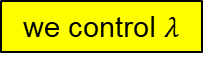 we control λ